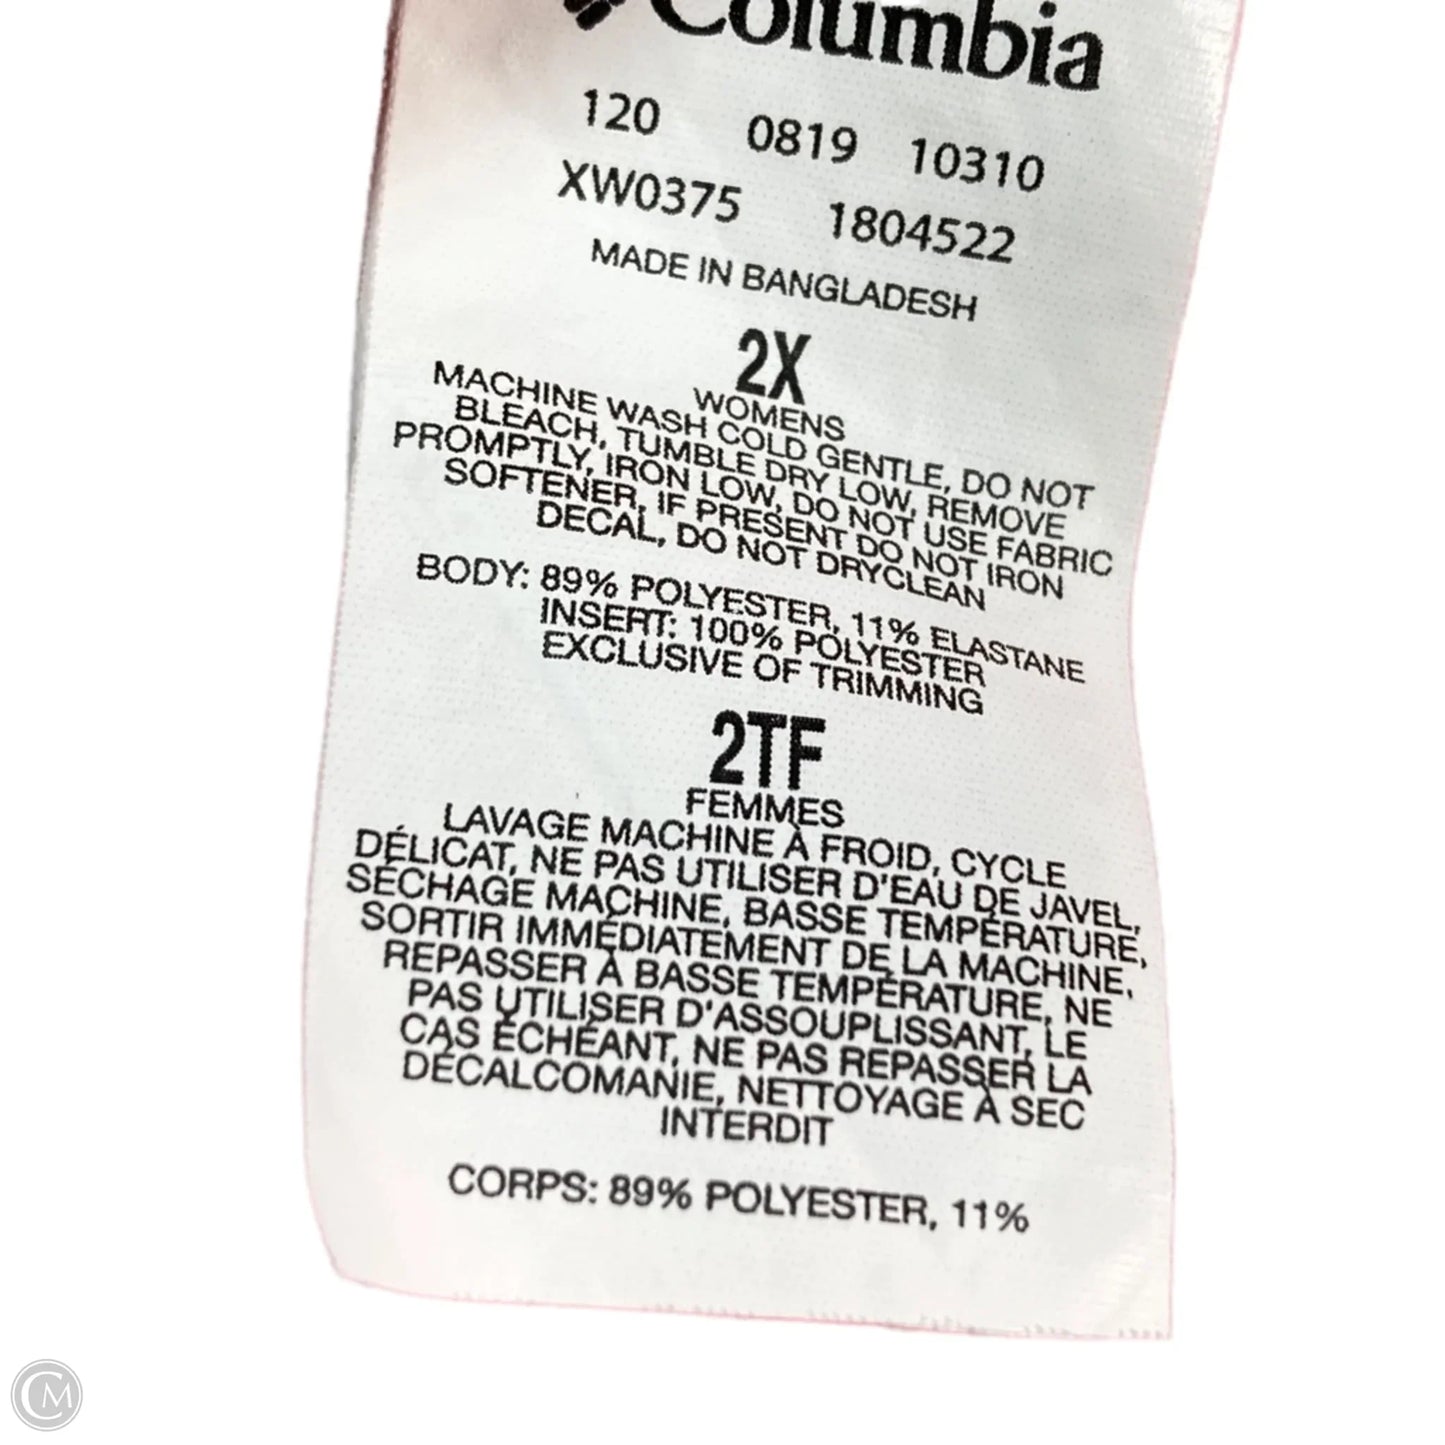 Columbia
120 0819 10310
XW0375 1804522
MADE IN BANGLADESH
2X
WOMENS
MACHINE WASH COLD GENTLE, DO NOT
BLEACH, TUMBLE DRY LOW, REMOVE
PROMPTLY, IRON LOW, DO NOT USE FABRIC
SOFTENER, IF PRESENT DO NOT IRON
DECAL, DO NOT DRYCLEAN
BODY: 89% POLYESTER, 11% ELASTANE
INSERT: 100% POLYESTER
EXCLUSIVE OF TRIMMING
2TF
FEMMES
LAVAGE MACHINE À FROID, CYCLE
DÉLICAT, NE PAS UTILISER D'EAU DE JAVEL,
SÉCHAGE MACHINE, BASSE TEMPÉRATURE,
SORTIR IMMÉDIATEMENT DE LA MACHINE,
REPASSER À BASSE TEMPÉRATURE, NE
PAS UTILISER D'ASSOUPLISSANT, LE
CAS ÉCHÉANT, NE PAS REPASSER LA
DÉCALCOMANIE, NETTOYAGE À SEC
INTERDIT
CORPS: 89% POLYESTER, 11%
CM